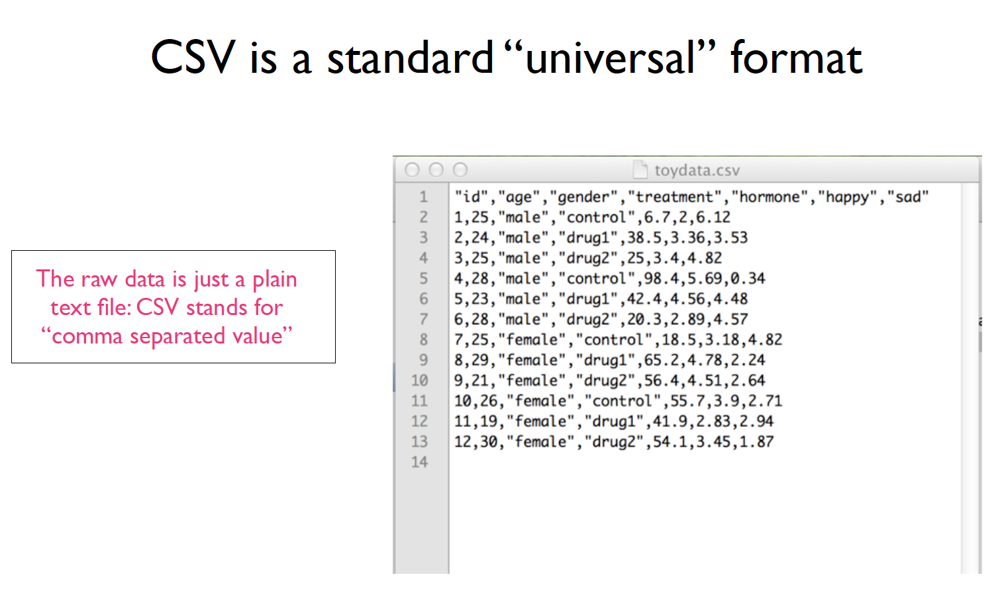 CSV is a standard “universal” format
The raw data is just a plain
text file: CSV stands for
“comma separated value”
toydata.csv
1 "id","age","gender","treatment","hormone","happy","sad"
2 1,25,"male","control",6.7,2,6.12
3 2,24,"male","drug1",38.5,3.36,3.53
4 3,25,"male","drug2",25,3.4,4.82
5 4,28,"male","control",98.4,5.69,0.34
6 5,23,"male","drug1",42.4,4.56,4.48
7 6,28,"male","drug2",20.3,2.89,4.57
8 7,25,"female","control",18.5,3.18,4.82
9 8,29,"female","drug1",65.2,4.78,2.24
10 9,21,"female","drug2",56.4,4.51,2.64
11 10,26,"female","control",55.7,3.9,2.71
12 11,19,"female","drug1",41.9,2.83,2.94
13 12,30,"female","drug2",54.1,3.45,1.87
14